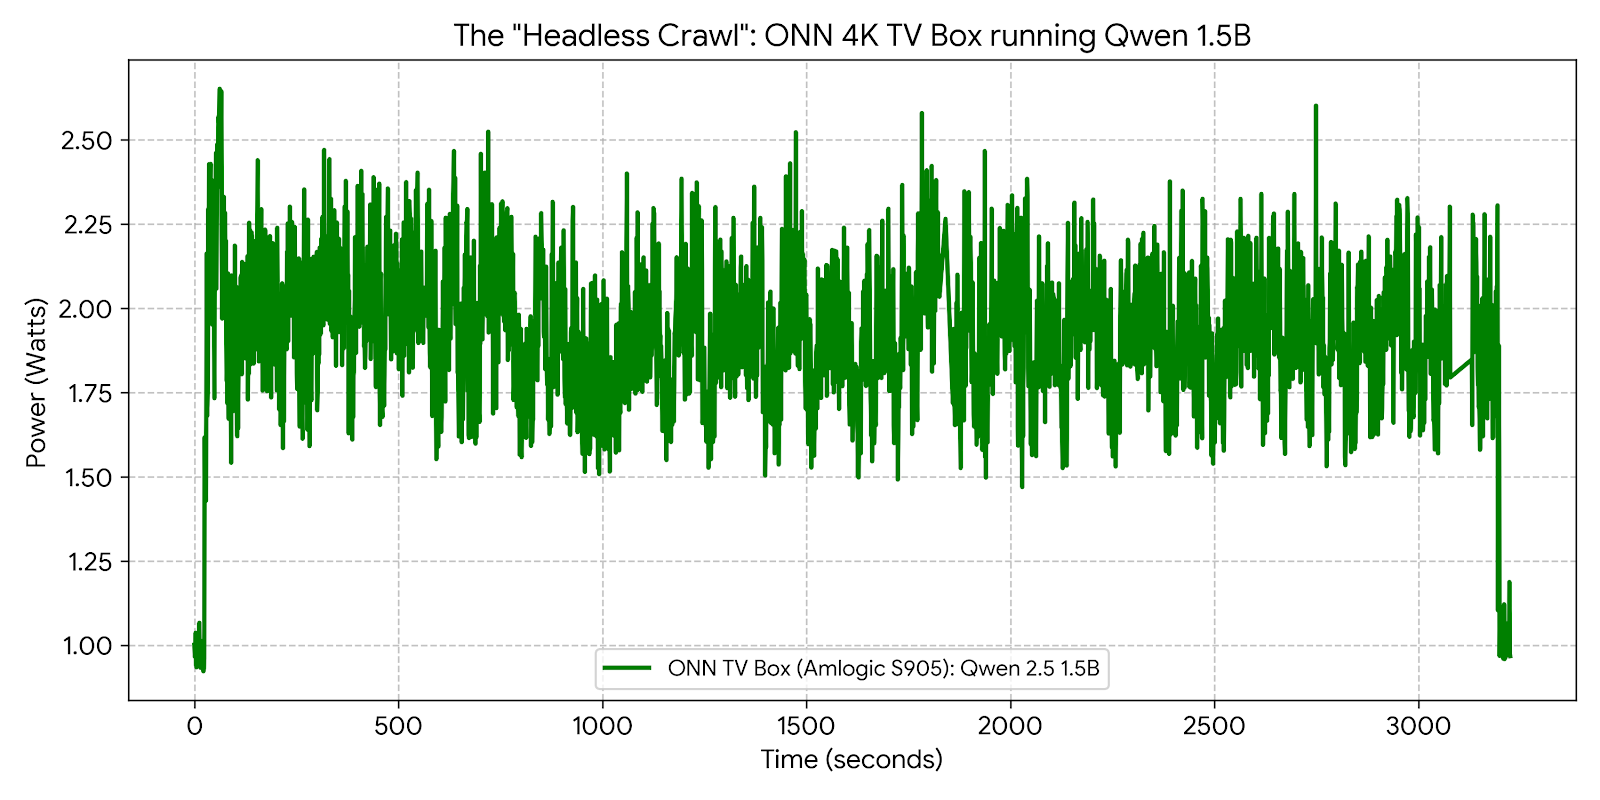 The "Headless Crawl": ONN 4K TV Box running Qwen 1.5B
Power (Watts)
2.50
2.25
2.00
1.75
1.50
1.25
1.00
ONN TV Box (Amlogic S905): Qwen 2.5 1.5B
0 500 1000 1500 2000 2500 3000
Time (seconds)